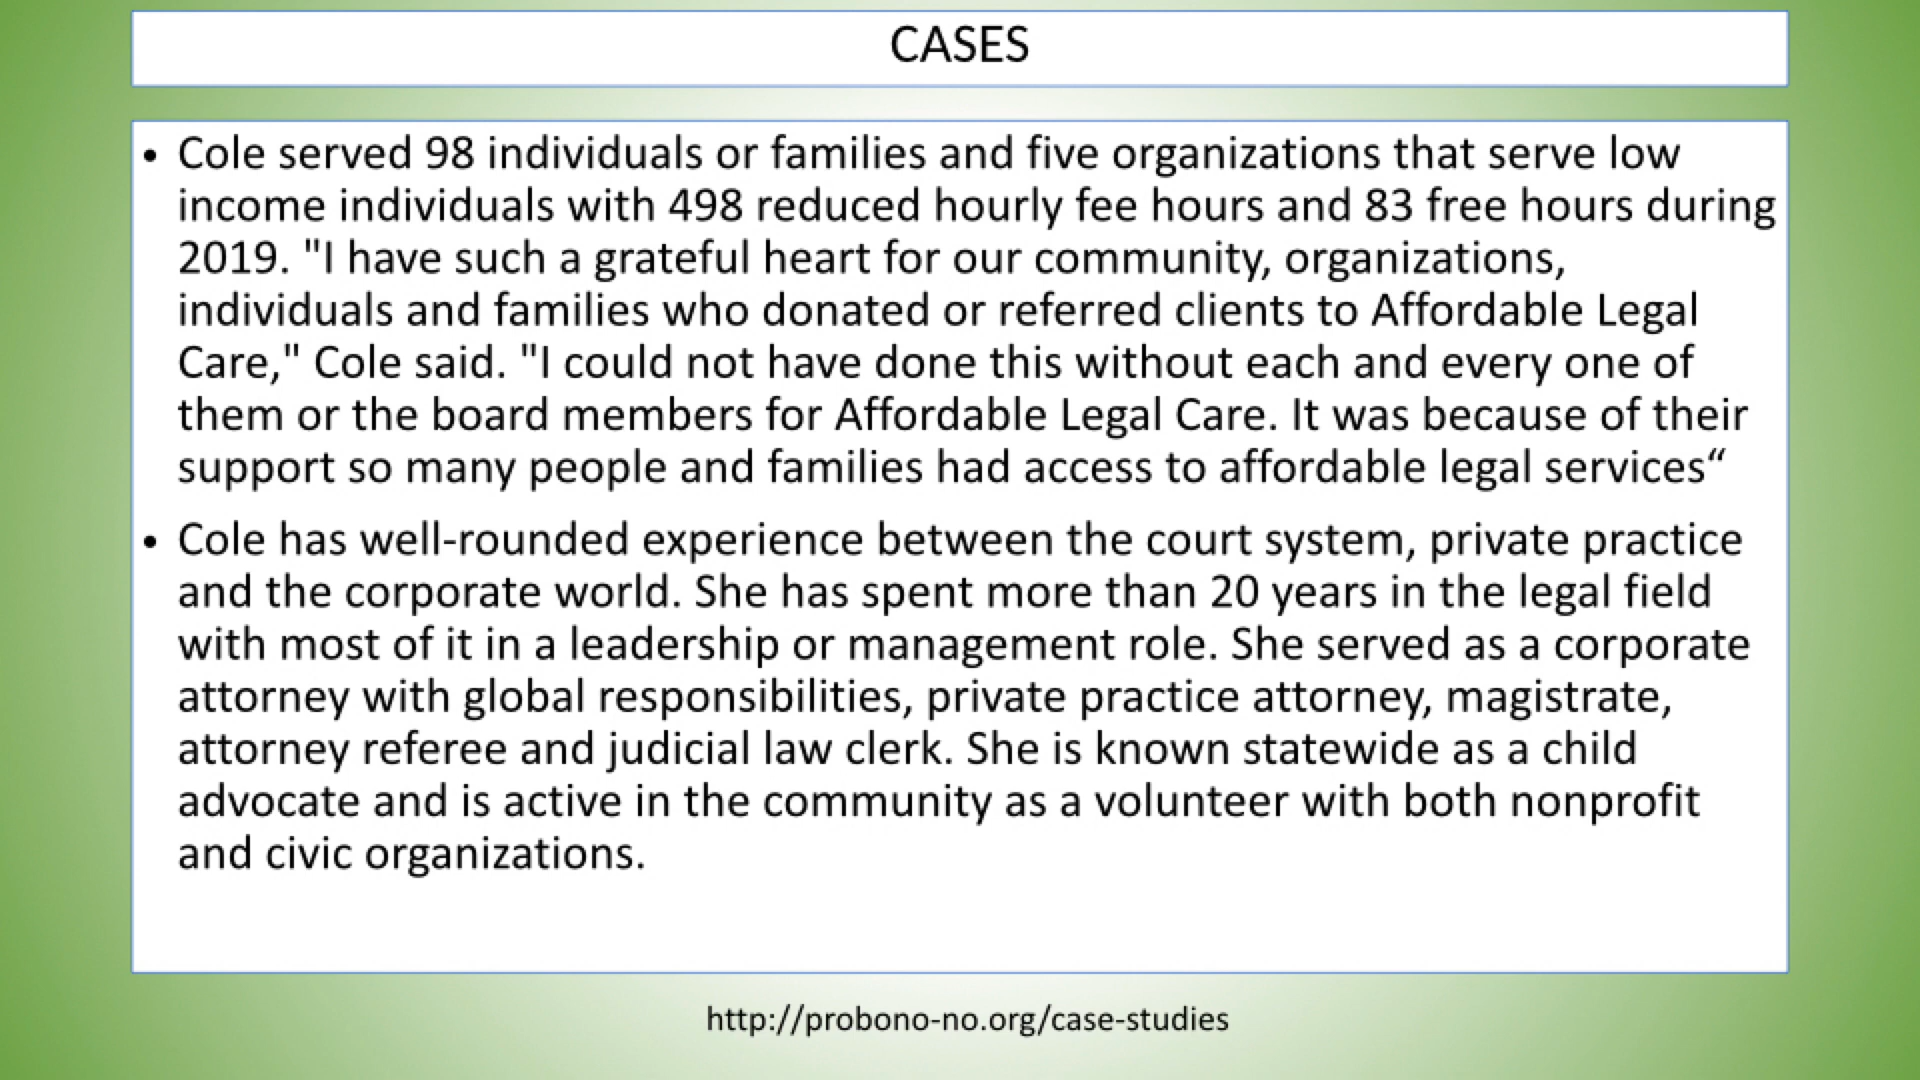 CASES
• Cole served 98 individuals or families and five organizations that serve low
income individuals with 498 reduced hourly fee hours and 83 free hours during
2019. "I have such a grateful heart for our community, organizations,
individuals and families who donated or referred clients to Affordable Legal
Care," Cole said. "I could not have done this without each and every one of
them or the board members for Affordable Legal Care. It was because of their
support so many people and families had access to affordable legal services“
• Cole has well-rounded experience between the court system, private practice
and the corporate world. She has spent more than 20 years in the legal field
with most of it in a leadership or management role. She served as a corporate
attorney with global responsibilities, private practice attorney, magistrate,
attorney referee and judicial law clerk. She is known statewide as a child
advocate and is active in the community as a volunteer with both nonprofit
and civic organizations.
http://probono-no.org/case-studies